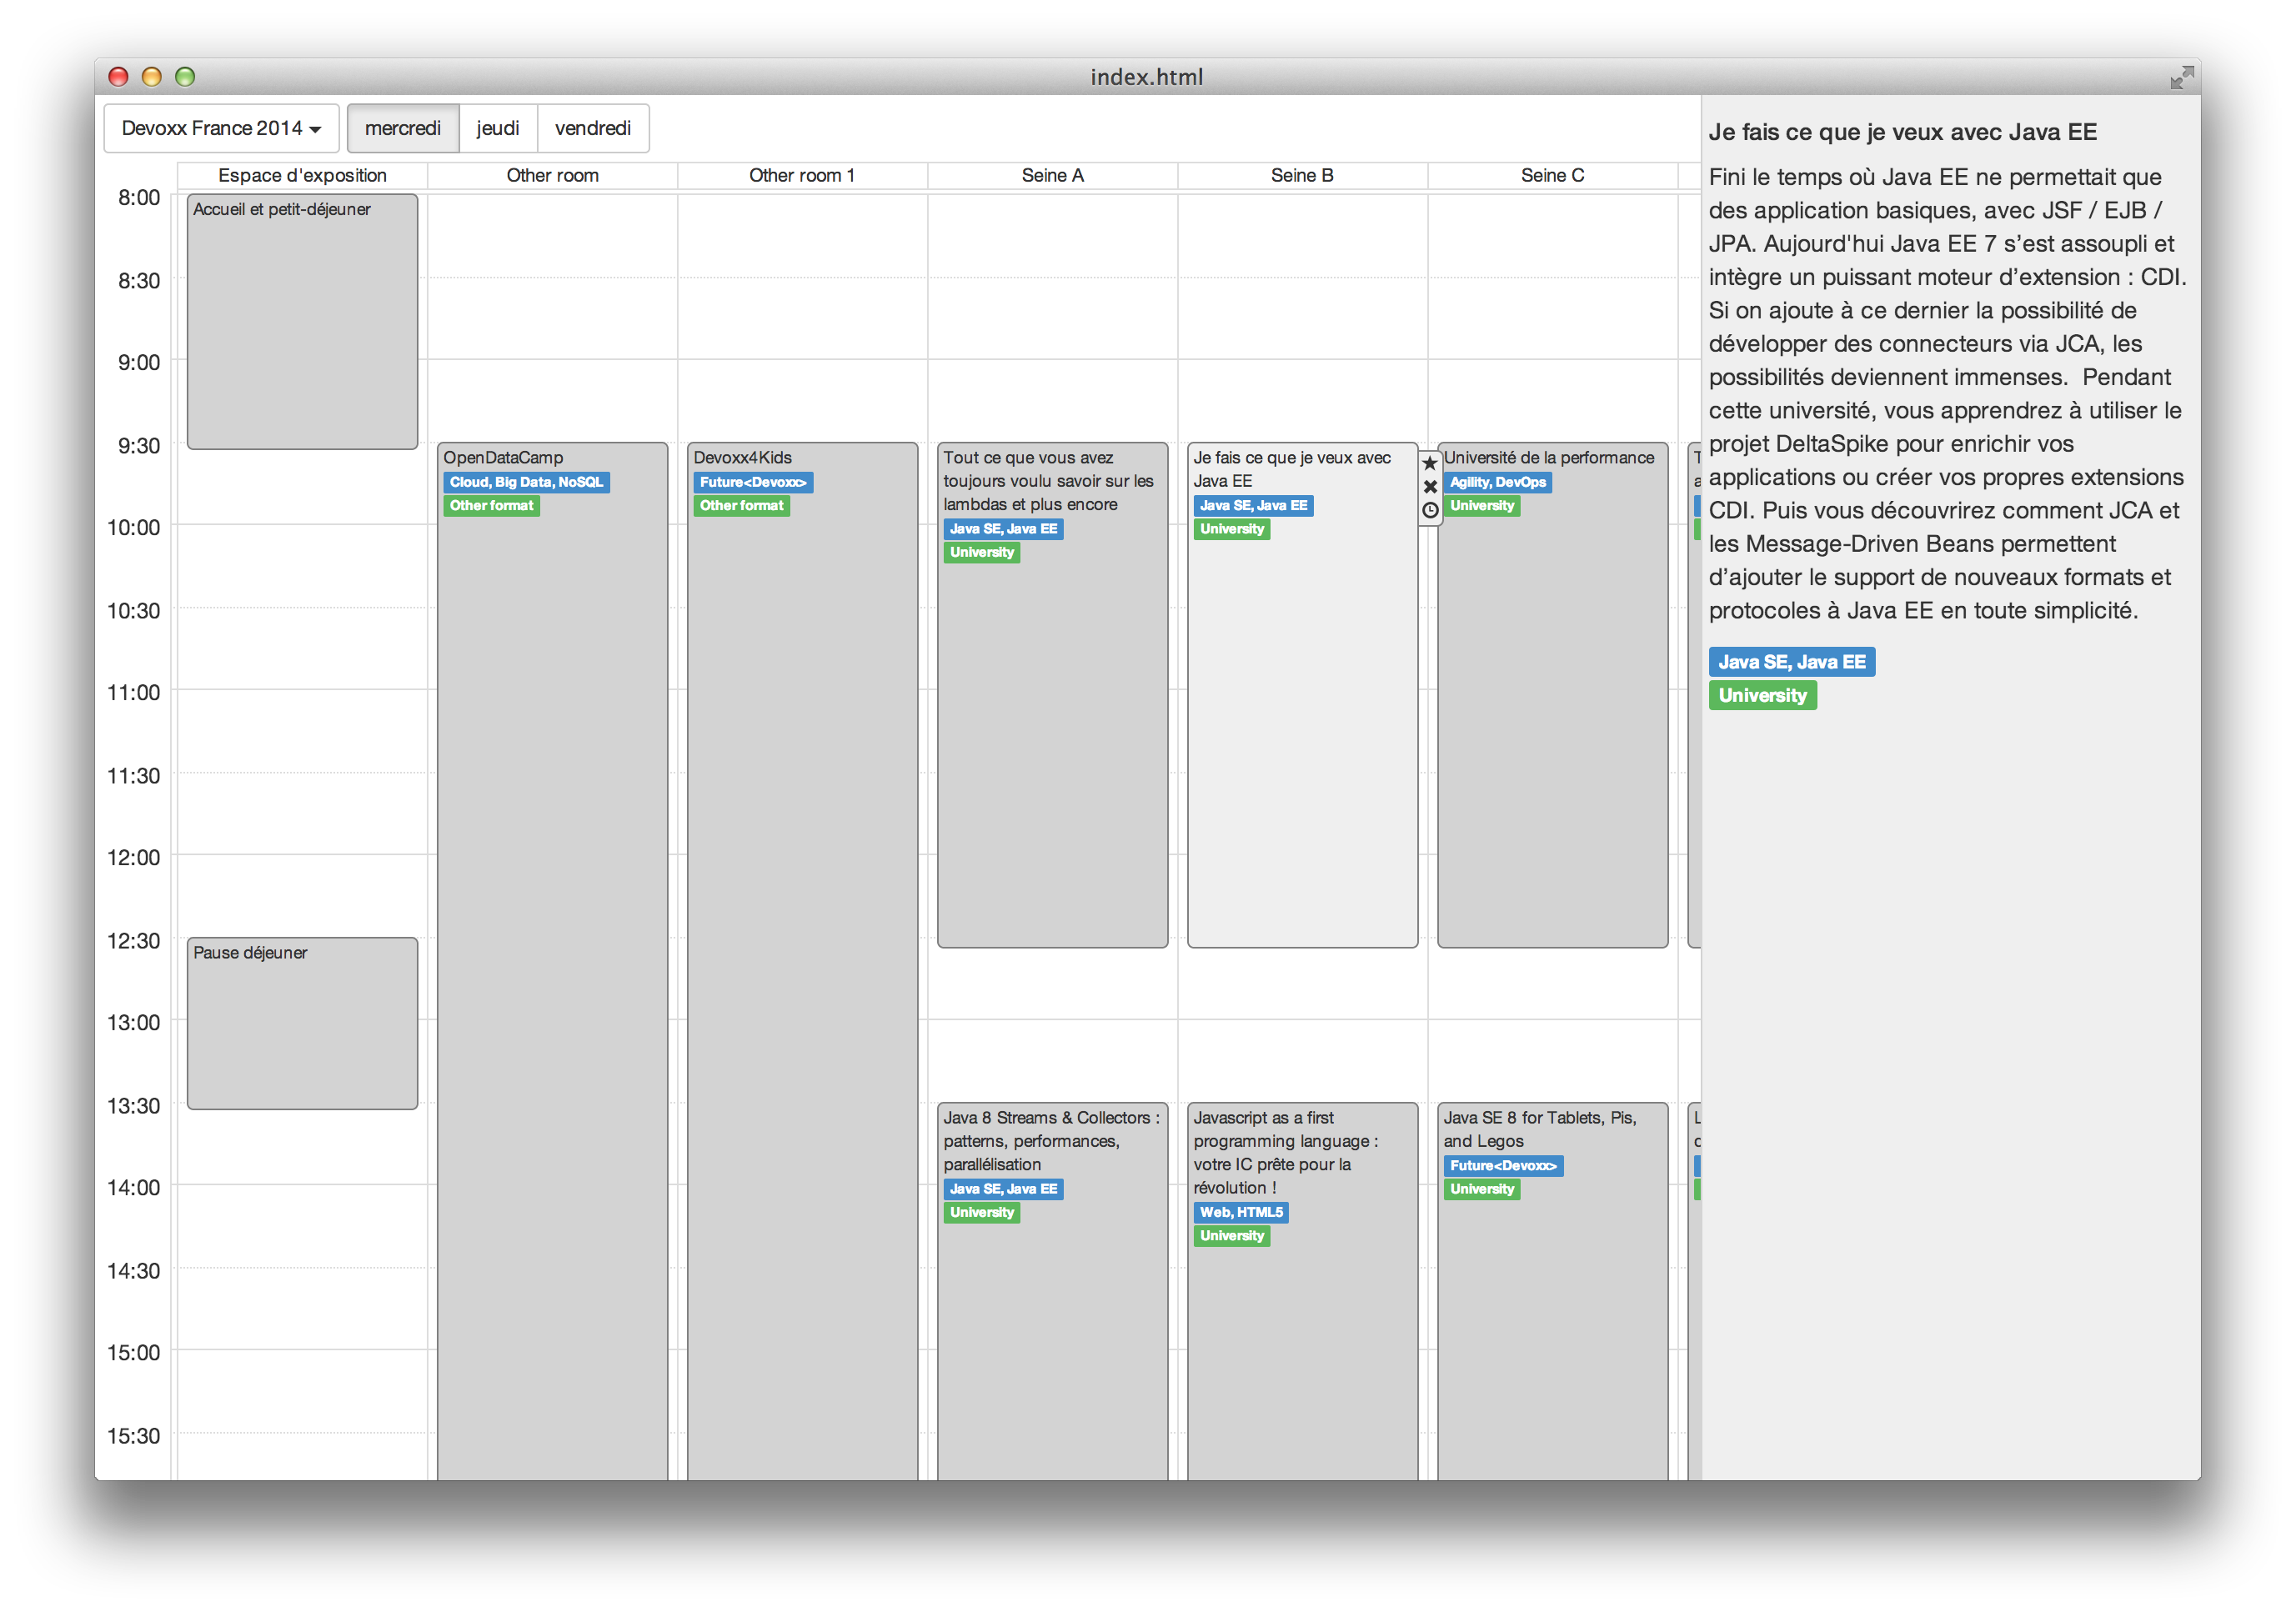 index.html
Devoxx France 2014
mercredi
jeudi
vendredi
Espace d'exposition
Other room
Other room 1
Seine A
Seine B
Seine C
8:00
8:30
9:00
9:30
10:00
10:30
11:00
11:30
12:00
12:30
13:00
13:30
14:00
14:30
15:00
15:30
Accueil et petit-déjeuner
Pause déjeuner
OpenDataCamp
Cloud, Big Data, NoSQL
Other format
Devoxx4Kids
Future<Devoxx>
Other format
Tout ce que vous avez
toujours voulu savoir sur les
lambdas et plus encore
Java SE, Java EE
University
Java 8 Streams & Collectors :
patterns, performances,
parallélisation
Java SE, Java EE
University
Je fais ce que je veux avec
Java EE
Java SE, Java EE
University
Javascript as a first
programming language :
votre IC prête pour la
révolution !
Web, HTML5
University
Université de la performance
Agility, DevOps
University
Java SE 8 for Tablets, Pis,
and Legos
Future<Devoxx>
University
Je fais ce que je veux avec Java EE
Fini le temps où Java EE ne permettait que
des application basiques, avec JSF / EJB /
JPA. Aujourd'hui Java EE 7 s’est assoupli et
intègre un puissant moteur d’extension : CDI.
Si on ajoute à ce dernier la possibilité de
développer des connecteurs via JCA, les
possibilités deviennent immenses.  Pendant
cette université, vous apprendrez à utiliser le
projet DeltaSpike pour enrichir vos
applications ou créer vos propres extensions
CDI. Puis vous découvrirez comment JCA et
les Message-Driven Beans permettent
d’ajouter le support de nouveaux formats et
protocoles à Java EE en toute simplicité.
Java SE, Java EE
University